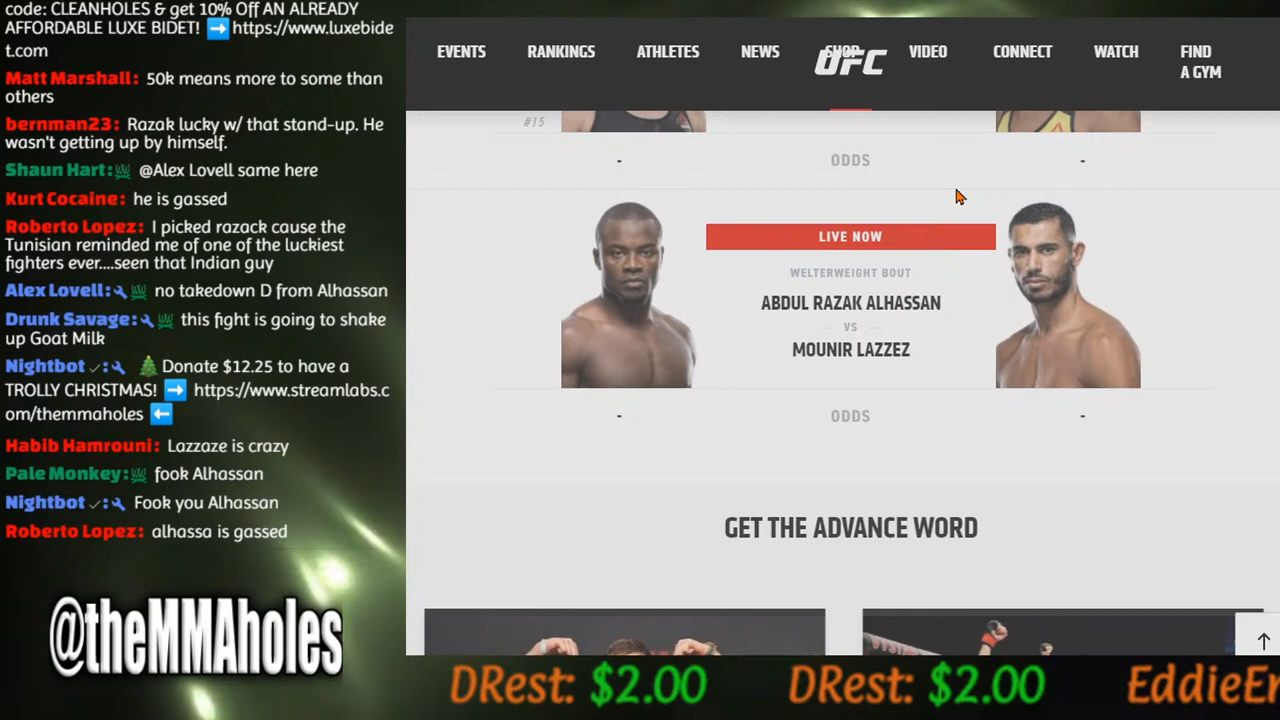 code: CLEANHOLES & get 10% Off AN ALREADY
AFFORDABLE LUXE BIDET! ➡️ https://www.luxebide
t.com
Matt Marshall: 50k means more to some than
others
bernman23: Razak lucky w/ that stand-up. He
wasn't getting up by himself.
Shaun Hart: @Alex Lovell same here
Kurt Cocaine: he is gassed
Roberto Lopez: I picked razack cause the
Tunisian reminded me of one of the luckiest
fighters ever....seen that Indian guy
Alex Lovell: no takedown D from Alhassan
Drunk Savage: this fight is going to shake
up Goat Milk
Nightbot ✓: 🎄 Donate $12.25 to have a
TROLLY CHRISTMAS! ➡️ https://www.streamlabs.c
om/themmaholes ⬅️
Habib Hamrouni: Lazzaze is crazy
Pale Monkey: fook Alhassan
Nightbot ✓: Fook you Alhassan
Roberto Lopez: alhassa is gassed
@theMMAholes
EVENTS RANKINGS ATHLETES NEWS SHOP UFC VIDEO CONNECT WATCH FIND
A GYM
#15
- ODDS -
LIVE NOW
WELTERWEIGHT BOUT
ABDUL RAZAK ALHASSAN
VS
MOUNIR LAZZEZ
- ODDS -
GET THE ADVANCE WORD
DRest: $2.00 DRest: $2.00